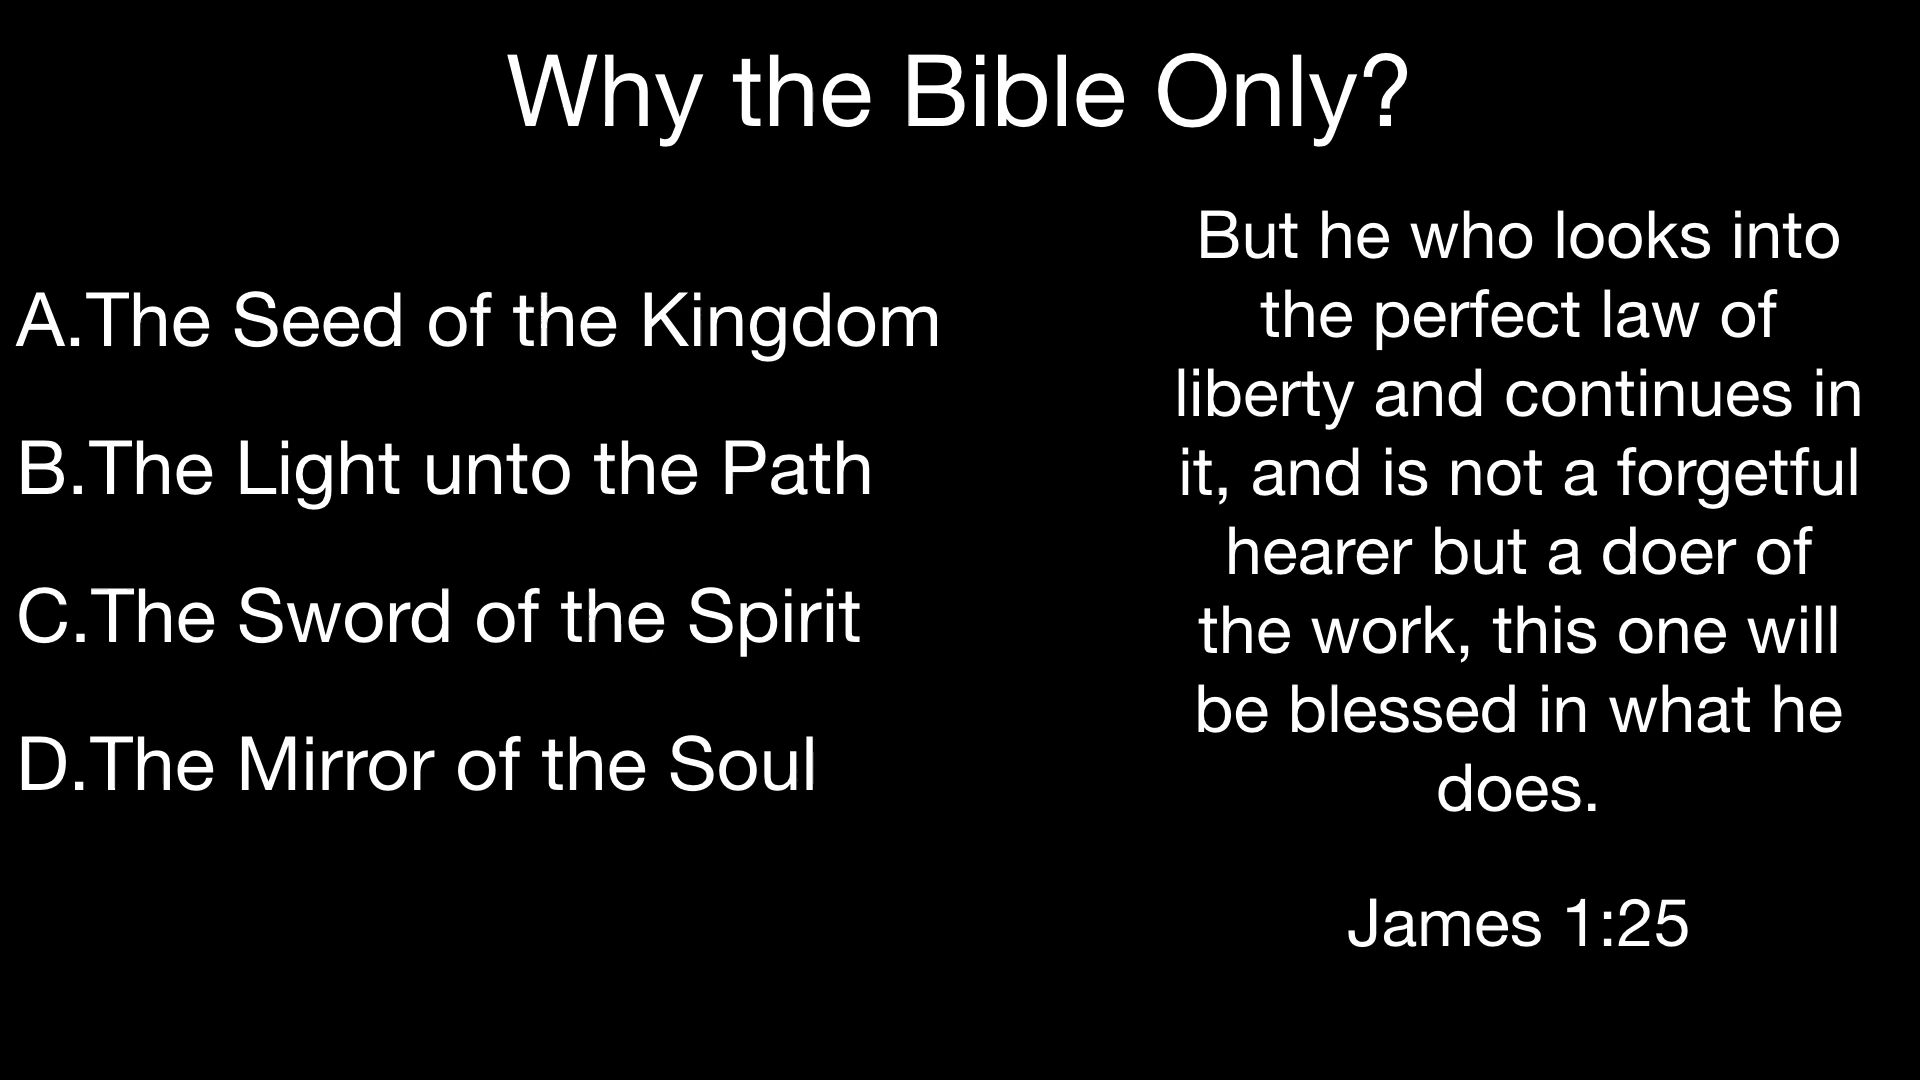 Why the Bible Only?
A.The Seed of the Kingdom
B.The Light unto the Path
C.The Sword of the Spirit
D.The Mirror of the Soul
But he who looks into
the perfect law of
liberty and continues in
it, and is not a forgetful
hearer but a doer of
the work, this one will
be blessed in what he
does.
James 1:25